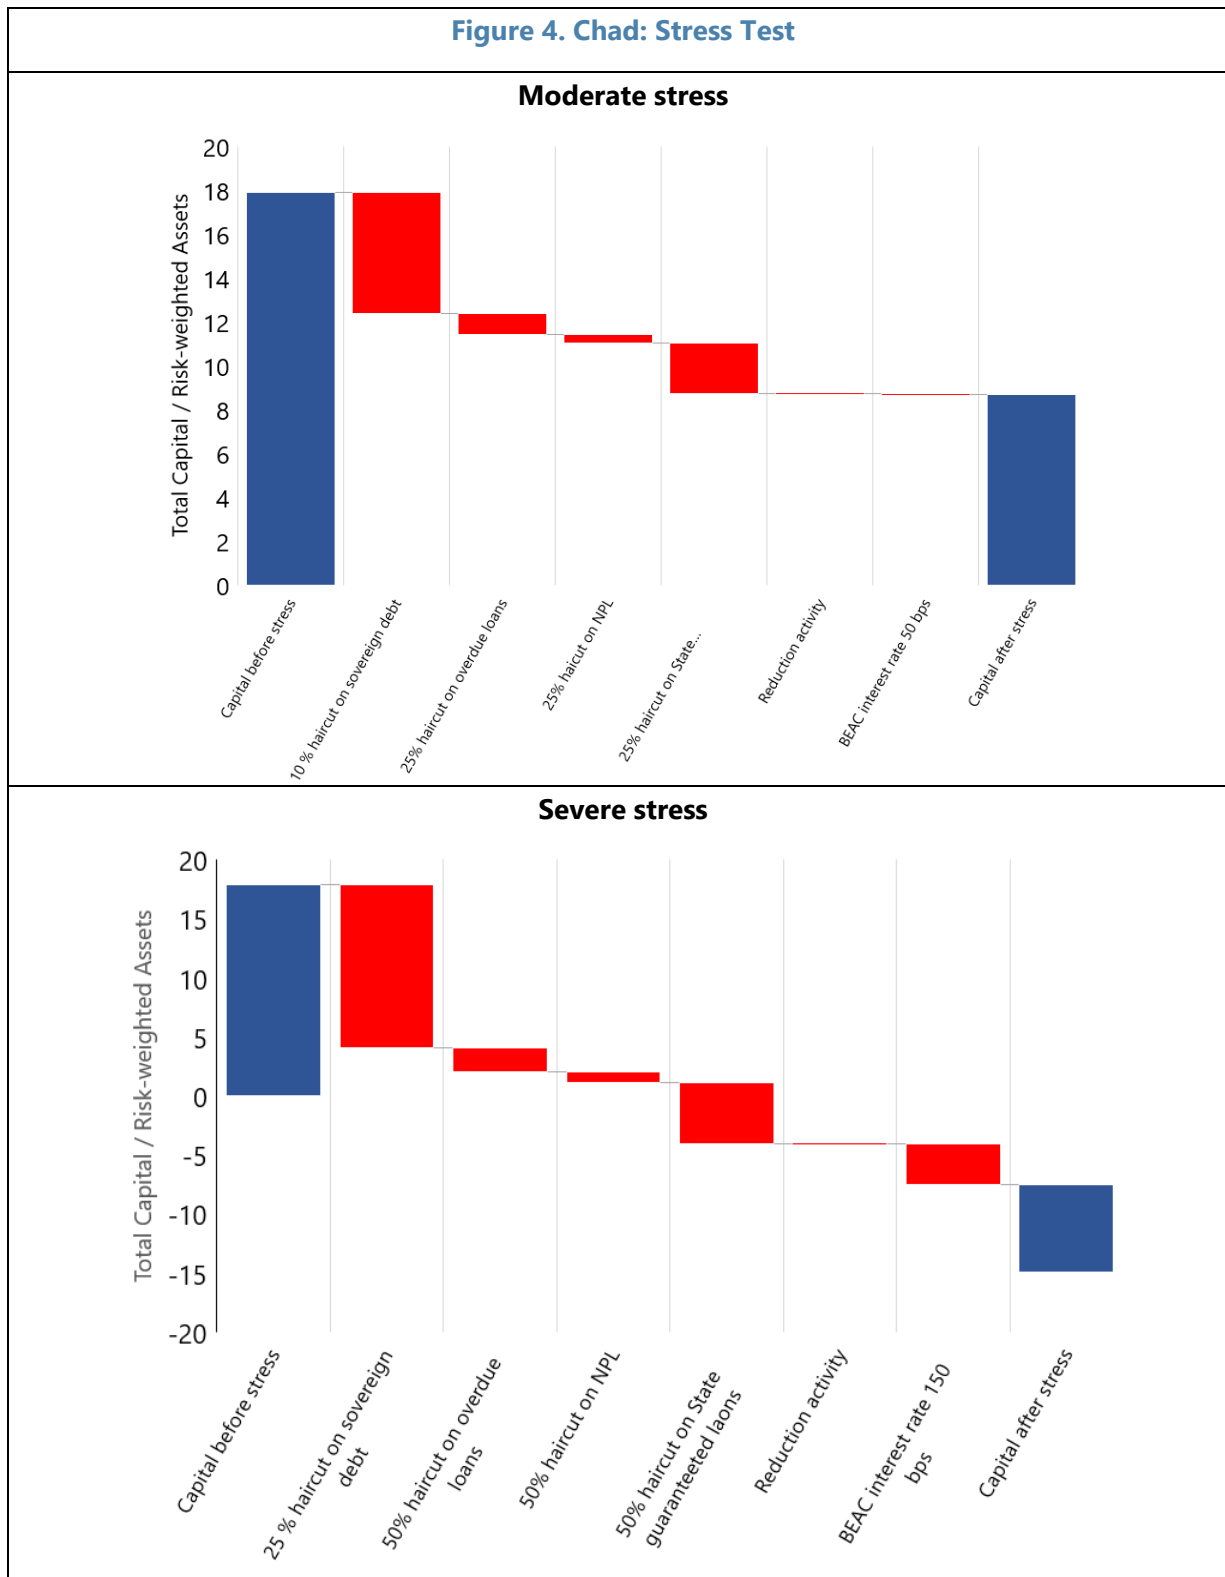 Figure 4. Chad: Stress Test
Moderate stress
Total Capital / Risk-weighted Assets
20
18
16
14
12
10
8
6
4
2
0
Capital before stress
10 % haircut on sovereign debt
25% haircut on overdue loans
25% haicut on NPL
25% haircut on State...
Reduction activity
BEAC interest rate 50 bps
Capital after stress
Severe stress
Total Capital / Risk-weighted Assets
20
15
10
5
0
-5
-10
-15
-20
Capital before stress
25 % haircut on sovereign
debt
50% haircut on overdue
loans
50% haircut on NPL
50% haircut on State
guaranteeted laons
Reduction activity
BEAC interest rate 150
bps
Capital after stress